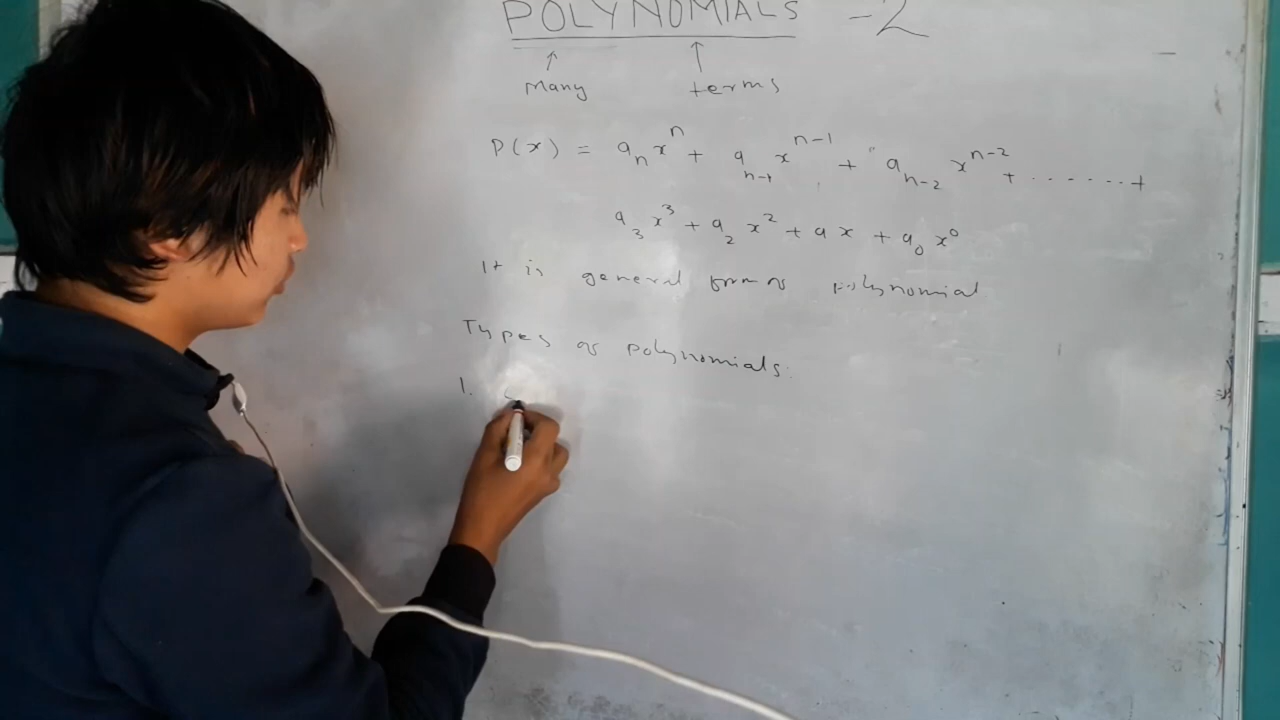 POLYNOMIALS -2
↑ ↑
Many terms
P(x) = aₙxⁿ + aₙ₋₁xⁿ⁻¹ + aₙ₋₂xⁿ⁻² + ....... +
a₃x³ + a₂x² + ax + a₀x⁰
It is general form of polynomial
Types of polynomials:
1.